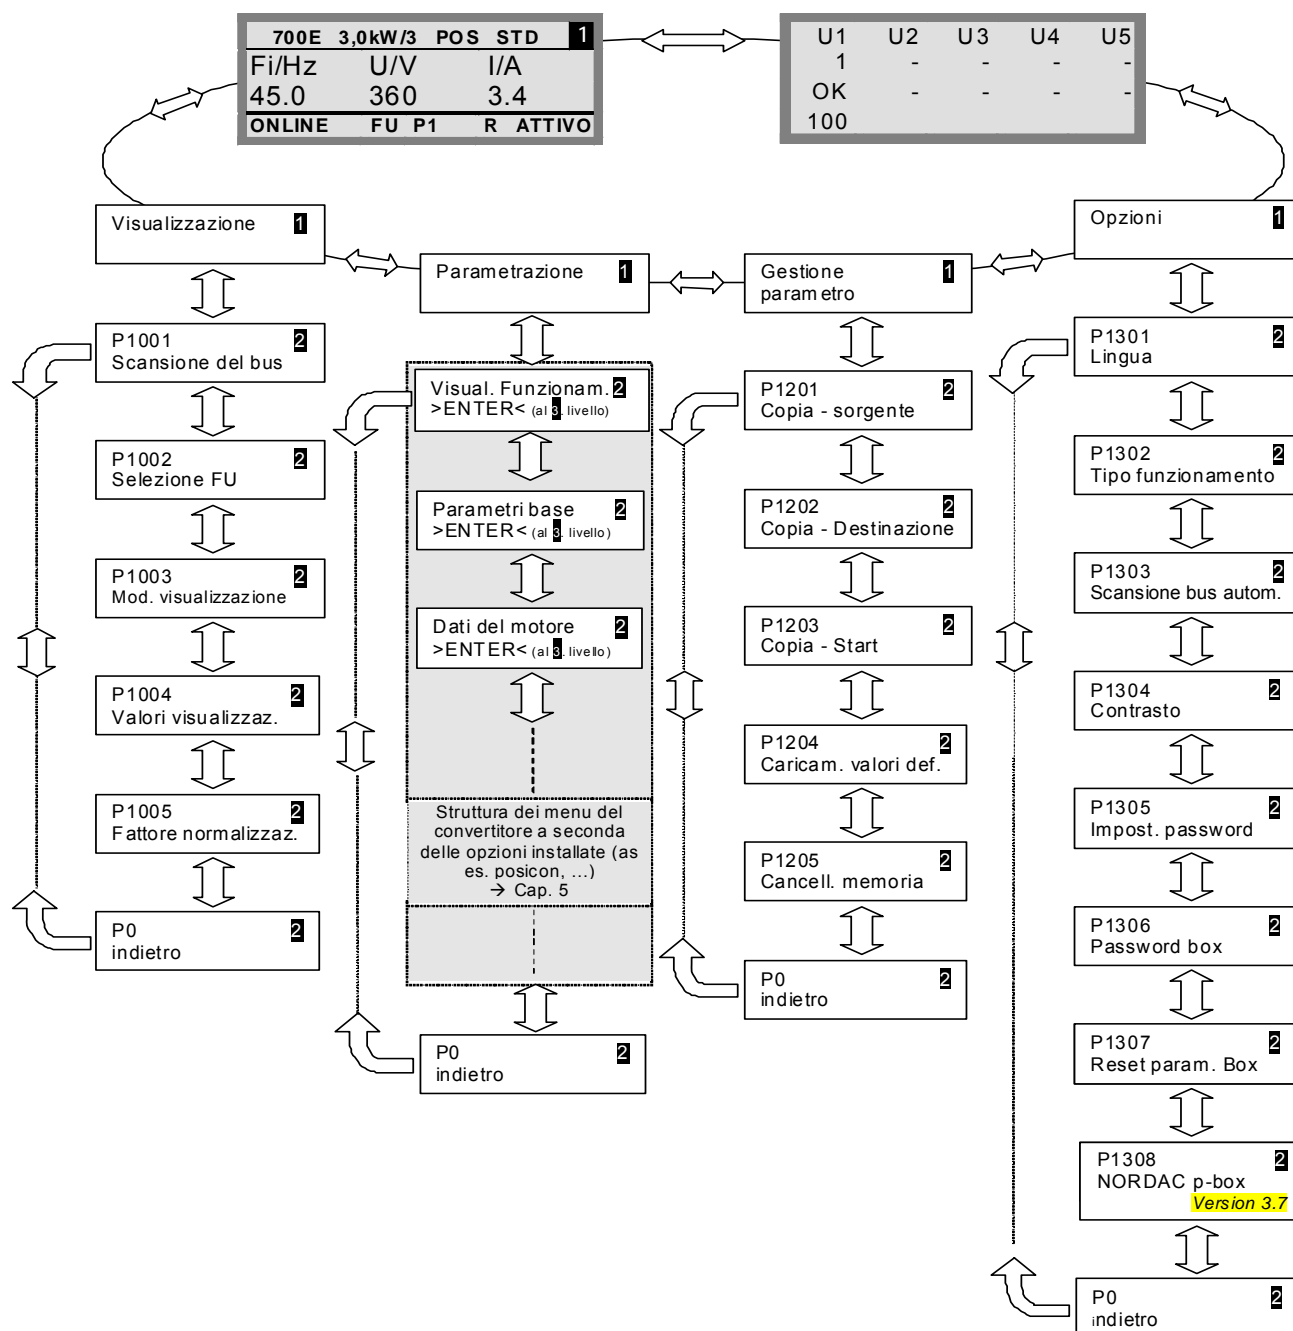 700E 3,0kW/3 POS STD 1
Fi/Hz U/V I/A
45.0 360 3.4
ONLINE FU P1 R ATTIVO
U1 U2 U3 U4 U5
1 - - - -
OK - - - -
100
Visualizzazione 1
P1001 2
Scansione del bus
P1002 2
Selezione FU
P1003 2
Mod. visualizzazione
P1004 2
Valori visualizzaz.
P1005 2
Fattore normalizzaz.
P0 2
indietro
Parametrazione 1
Visual. Funzionam. 2
>ENTER< (al 3. livello)
Parametri base 2
>ENTER< (al 3. livello)
Dati del motore 2
>ENTER< (al 3. livello)
Struttura dei menu del
convertitore a seconda
delle opzioni installate (as
es. posicon, ...)
→ Cap. 5
P0 2
indietro
Gestione 1
parametro
P1201 2
Copia - sorgente
P1202 2
Copia - Destinazione
P1203 2
Copia - Start
P1204 2
Caricam. valori def.
P1205 2
Cancell. memoria
P0 2
indietro
Opzioni 1
P1301 2
Lingua
P1302 2
Tipo funzionamento
P1303 2
Scansione bus autom.
P1304 2
Contrasto
P1305 2
Impost. password
P1306 2
Password box
P1307 2
Reset param. Box
P1308 2
NORDAC p-box
Version 3.7
P0 2
indietro